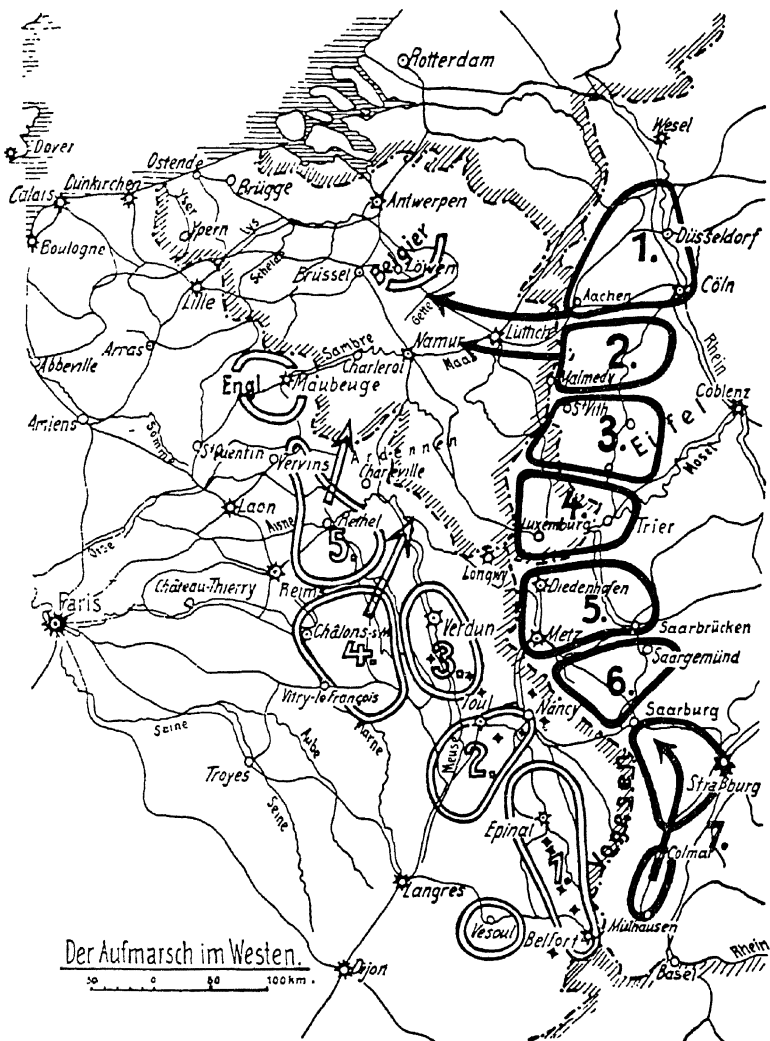 Rotterdam
Wesel
Dover
Ostende
Brügge
Dünkirchen
Calais
Yser
Antwerpen
Ypern
Lys
Boulogne
Schelde
Brüssel
Belgier
Löwen
1.
Düsseldorf
Lille
Gette
Aachen
Cöln
Arras
Abbeville
Sambre
Charleroi
Namur
Maas
Lüttich
2.
Rhein
Engl.
Maubeuge
Malmedy
Coblenz
Amiens
Somme
St Vith
3.
Eifel
Mosel
St Quentin
Vervins
Ardennen
Charleville
Laon
Aisne
Rethel
4.
Luxemburg
Trier
5.
Oise
Longwy
Château-Thierry
Reims
Diedenhofen
5.
Paris
Châlons s.M.
Verdun
Metz
Saarbrücken
4.
3.
Saargemünd
6.
Vitry-le François
Toul
Nancy
Saarburg
Seine
Aube
Marne
Meuse
2.
Troyes
Seine
Straßburg
Epinal
Vogesen
1.
Colmar
7.
Langres
Vesoul
Belfort
Mülhausen
Der Aufmarsch im Westen.
Dijon
Basel
Rhein
50 0 50 100 km.